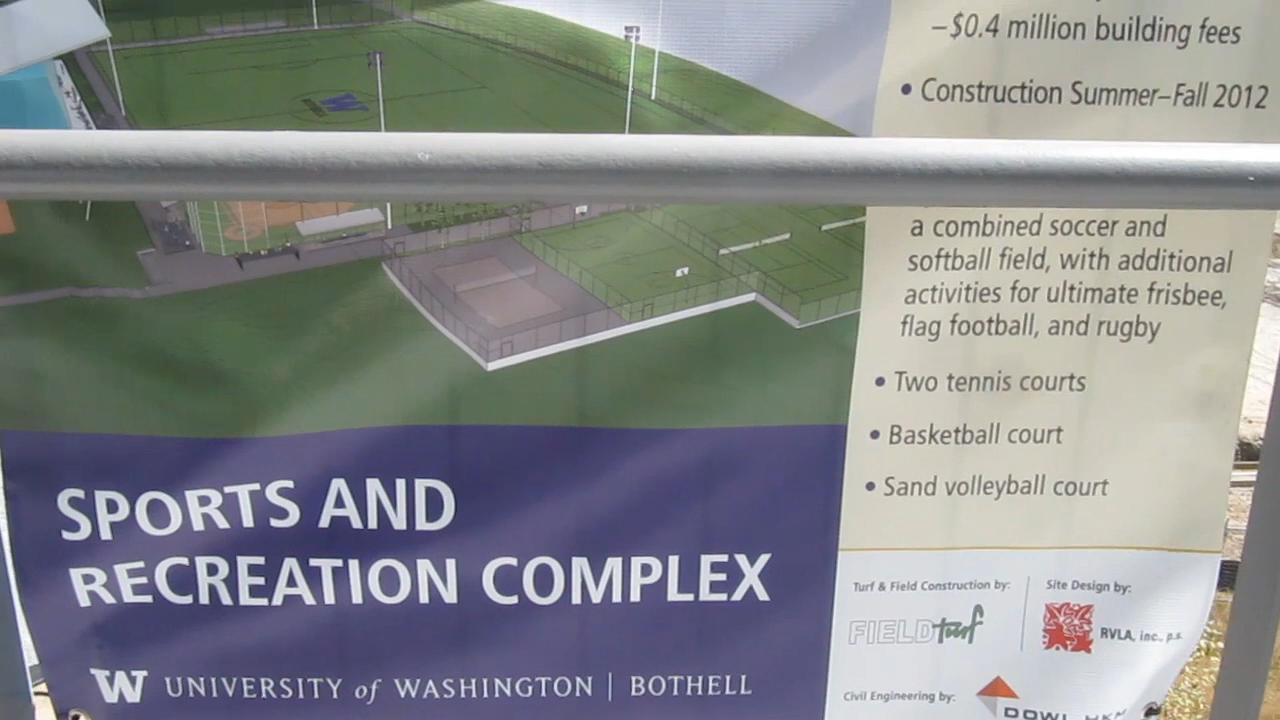 –$0.4 million building fees
• Construction Summer–Fall 2012
a combined soccer and
softball field, with additional
activities for ultimate frisbee,
flag football, and rugby
• Two tennis courts
• Basketball court
• Sand volleyball court
SPORTS AND
RECREATION COMPLEX
W UNIVERSITY of WASHINGTON | BOTHELL
Turf & Field Construction by:
FIELDturf
Site Design by:
RVLA, inc., p.s.
Civil Engineering by:
DOWL HKM
W